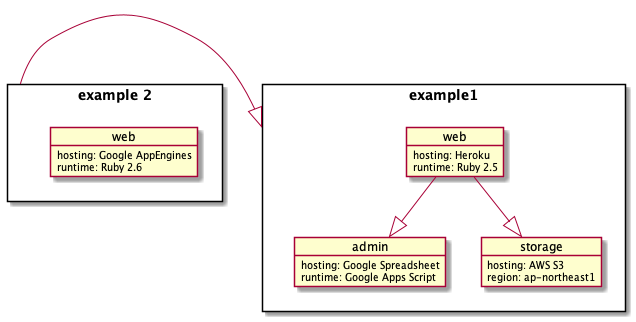 example 2
web
hosting: Google AppEngines
runtime: Ruby 2.6
example1
web
hosting: Heroku
runtime: Ruby 2.5
admin
hosting: Google Spreadsheet
runtime: Google Apps Script
storage
hosting: AWS S3
region: ap-northeast1